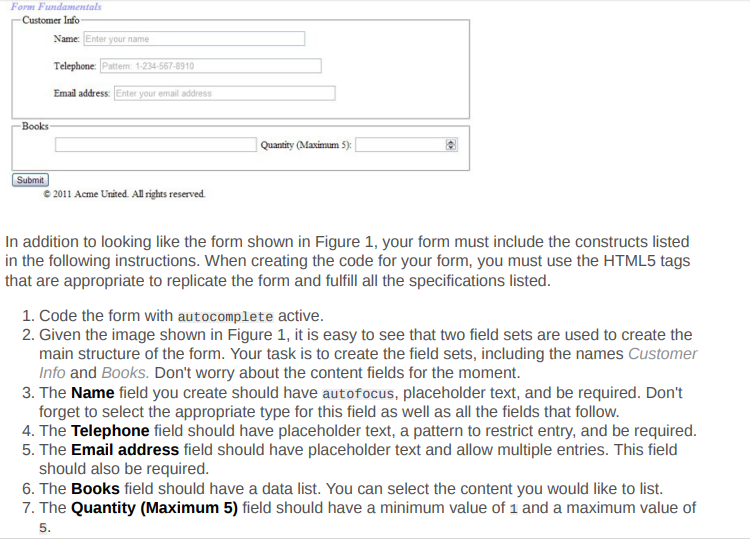 Form Fundamentals
Customer Info
Name: Enter your name
Telephone: Pattern: 1-234-567-8910
Email address: Enter your email address
Books
Quantity (Maximum 5):
Submit
© 2011 Acme United. All rights reserved.
In addition to looking like the form shown in Figure 1, your form must include the constructs listed
in the following instructions. When creating the code for your form, you must use the HTML5 tags
that are appropriate to replicate the form and fulfill all the specifications listed.
1. Code the form with autocomplete active.
2. Given the image shown in Figure 1, it is easy to see that two field sets are used to create the
main structure of the form. Your task is to create the field sets, including the names Customer
Info and Books. Don't worry about the content fields for the moment.
3. The Name field you create should have autofocus, placeholder text, and be required. Don't
forget to select the appropriate type for this field as well as all the fields that follow.
4. The Telephone field should have placeholder text, a pattern to restrict entry, and be required.
5. The Email address field should have placeholder text and allow multiple entries. This field
should also be required.
6. The Books field should have a data list. You can select the content you would like to list.
7. The Quantity (Maximum 5) field should have a minimum value of 1 and a maximum value of
5.